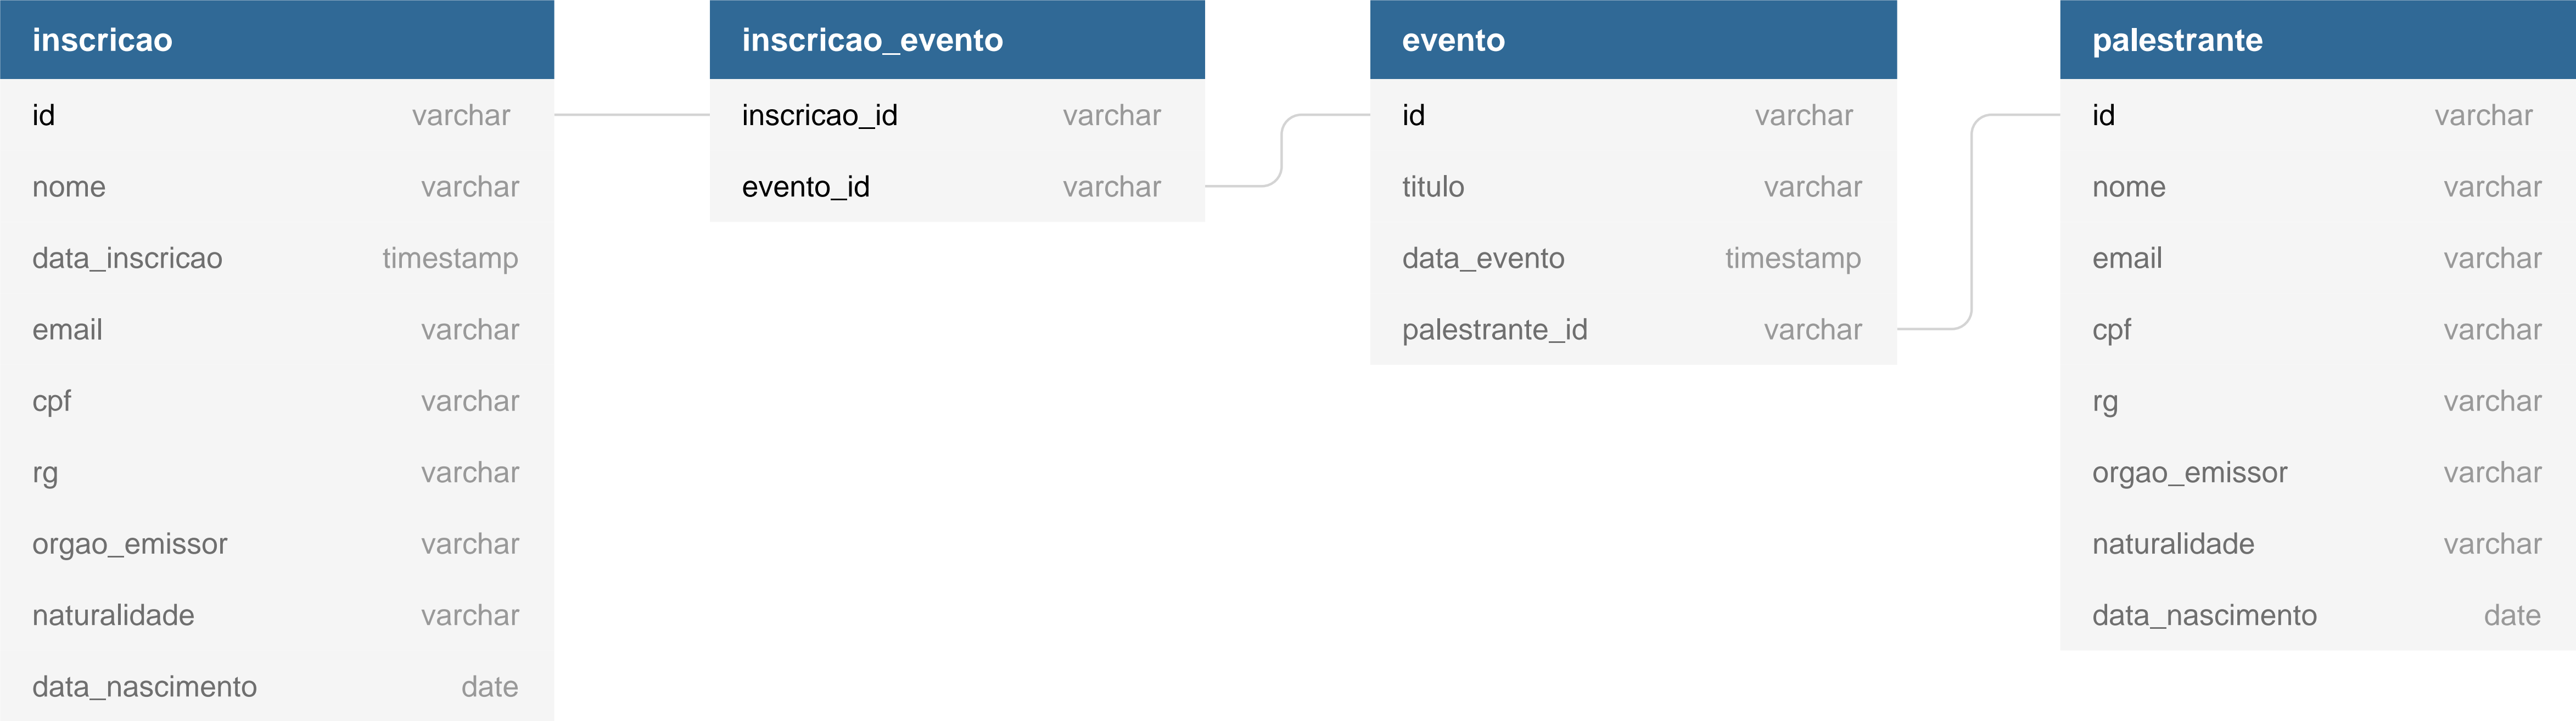 inscricao
id varchar
nome varchar
data_inscricao timestamp
email varchar
cpf varchar
rg varchar
orgao_emissor varchar
naturalidade varchar
data_nascimento date
inscricao_evento
inscricao_id varchar
evento_id varchar
evento
id varchar
titulo varchar
data_evento timestamp
palestrante_id varchar
palestrante
id varchar
nome varchar
email varchar
cpf varchar
rg varchar
orgao_emissor varchar
naturalidade varchar
data_nascimento date